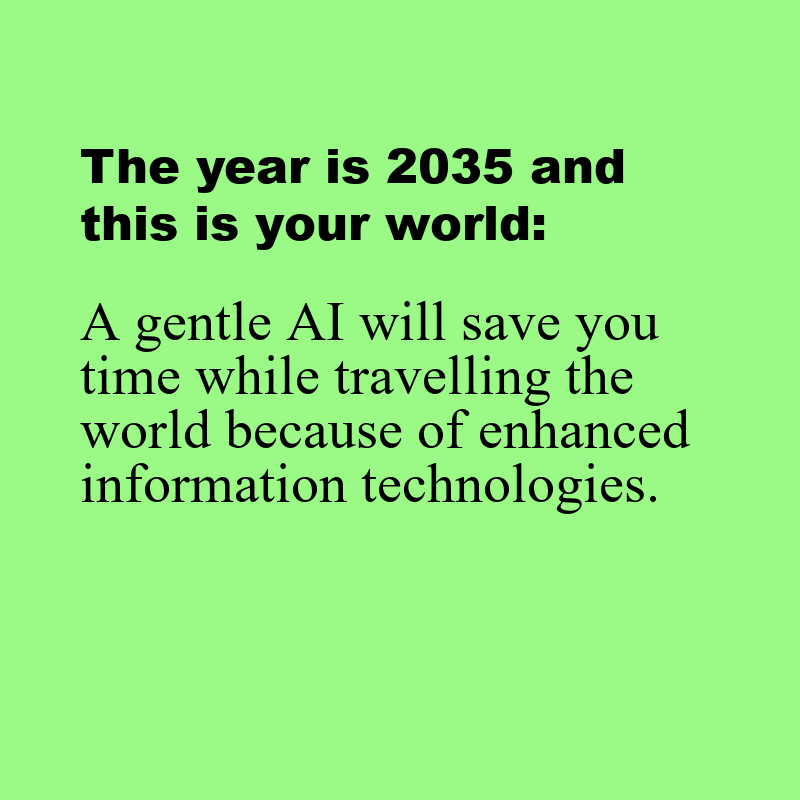 The year is 2035 and
this is your world:
A gentle AI will save you
time while travelling the
world because of enhanced
information technologies.